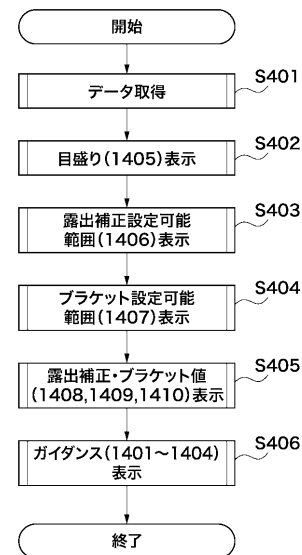 開始
データ取得
S401
目盛り(1405)表示
S402
露出補正設定可能
範囲(1406)表示
S403
ブラケット設定可能
範囲(1407)表示
S404
露出補正・ブラケット値
(1408,1409,1410)表示
S405
ガイダンス(1401～1404)
表示
S406
終了